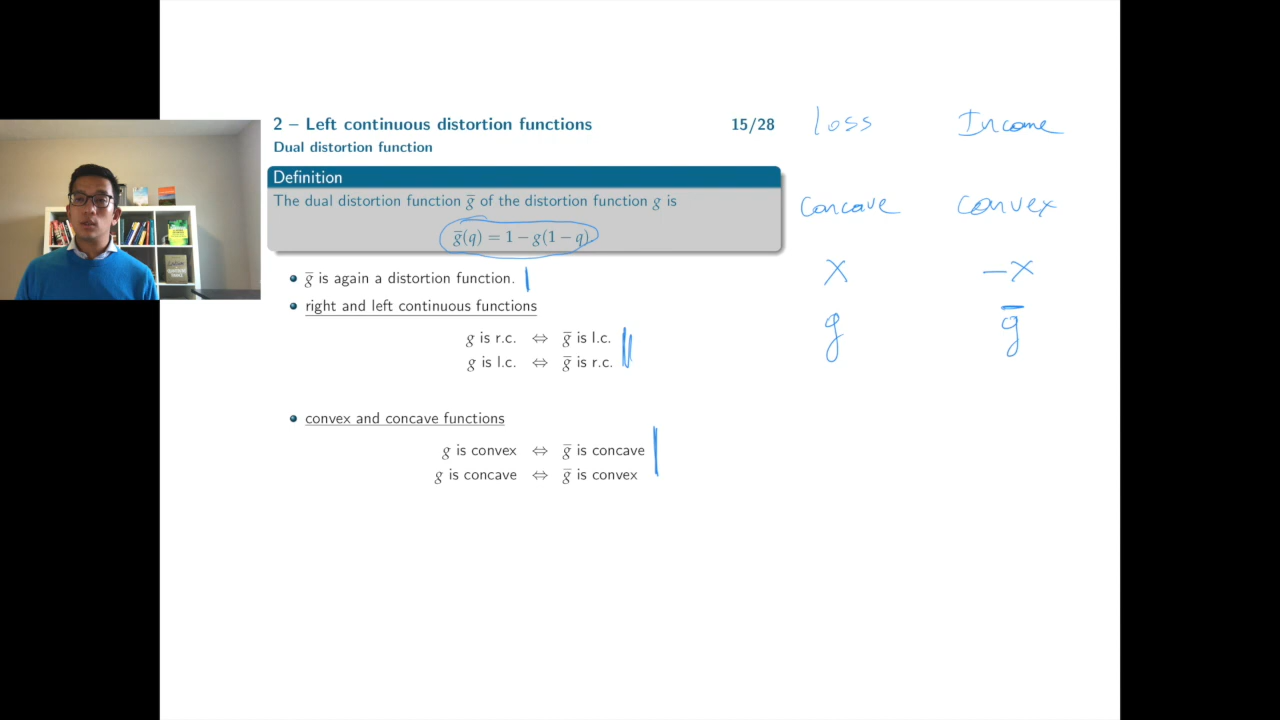 2 – Left continuous distortion functions 15/28
Dual distortion function
Definition
The dual distortion function g̅ of the distortion function g is
g̅(q) = 1 − g(1 − q).
• g̅ is again a distortion function.
• right and left continuous functions
g is r.c. ⇔ g̅ is l.c.
g is l.c. ⇔ g̅ is r.c.
• convex and concave functions
g is convex ⇔ g̅ is concave
g is concave ⇔ g̅ is convex
loss Income
concave convex
X −X
g g̅